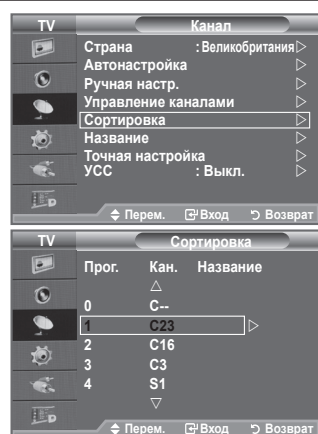 TV Канал
Страна : Великобритания
Автонастройка
Ручная настр.
Управление каналами
Сортировка
Название
Точная настройка
УСС : Выкл.
Перем. Вход Возврат
TV Сортировка
Прог. Кан. Название
0 C--
1 C23
2 C16
3 C3
4 S1
Перем. Вход Возврат